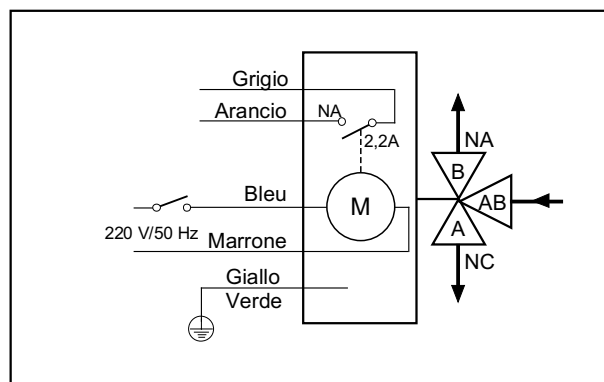 Grigio
Arancio
NA
2,2A
NA
B
Bleu
M
AB
220 V/50 Hz
A
Marrone
NC
Giallo
Verde